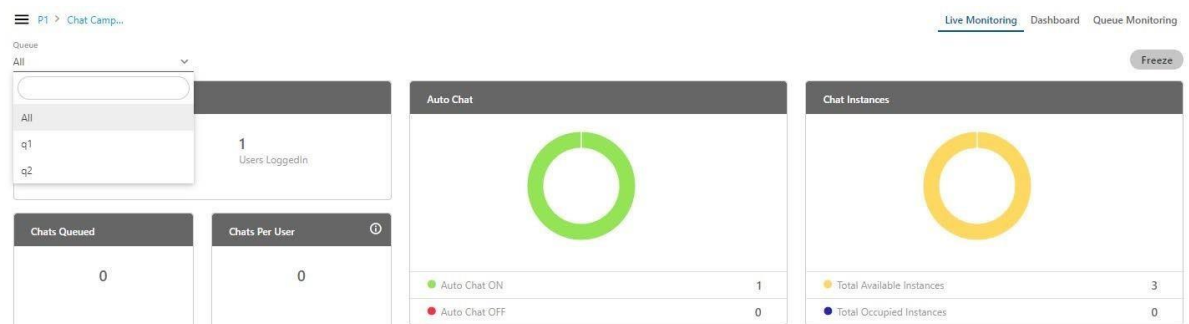 P1 > Chat Camp...
Live Monitoring Dashboard Queue Monitoring
Queue
All
Freeze
All
q1
q2
1
Users LoggedIn
Auto Chat
Chat Instances
Chats Queued
0
Chats Per User
0
Auto Chat ON 1
Auto Chat OFF 0
Total Available Instances 3
Total Occupied Instances 0